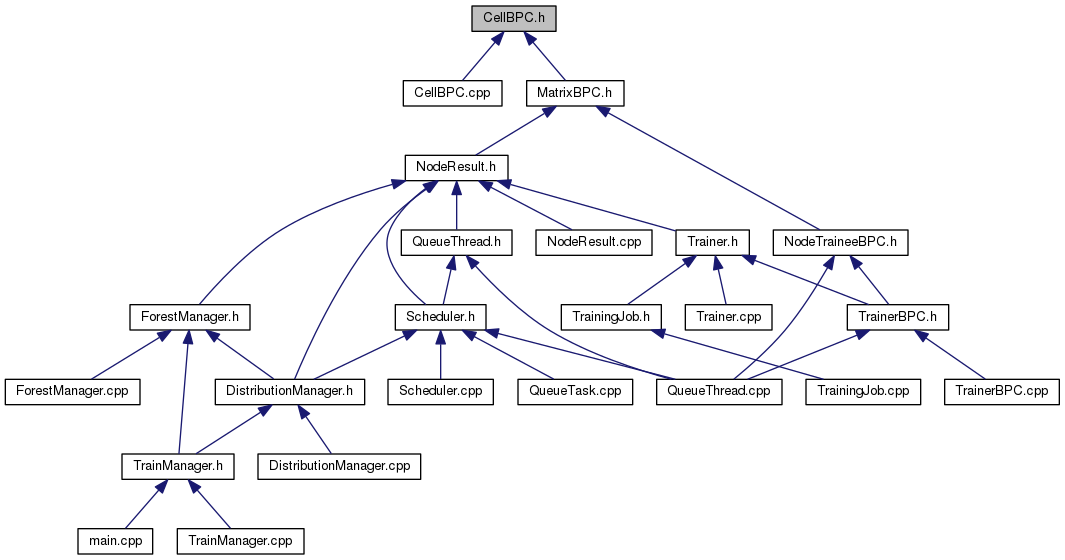 CellBPC.h
CellBPC.cpp
MatrixBPC.h
NodeResult.h
QueueThread.h
NodeResult.cpp
Trainer.h
NodeTraineeBPC.h
ForestManager.h
Scheduler.h
TrainingJob.h
Trainer.cpp
TrainerBPC.h
ForestManager.cpp
DistributionManager.h
Scheduler.cpp
QueueTask.cpp
QueueThread.cpp
TrainingJob.cpp
TrainerBPC.cpp
TrainManager.h
DistributionManager.cpp
main.cpp
TrainManager.cpp